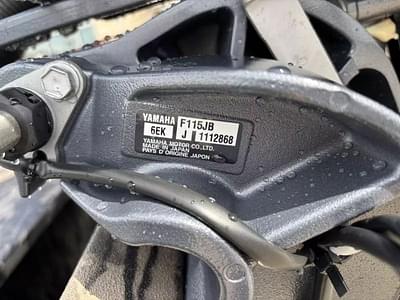 YAMAHA F115JB
6EK J 1112868
YAMAHA MOTOR CO.,LTD.
MADE IN JAPAN
PAYS D'ORIGINE JAPON